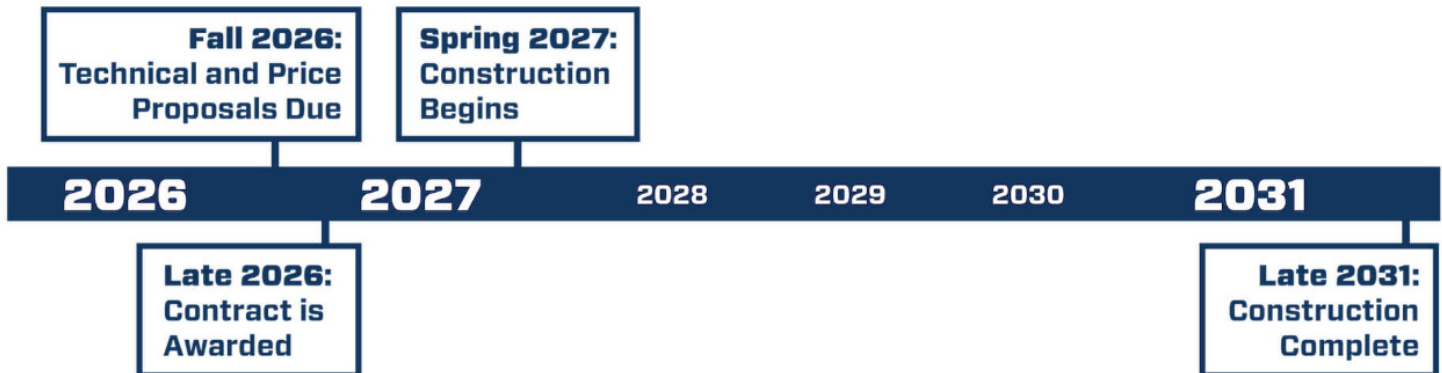 Fall 2026:
Technical and Price
Proposals Due
Spring 2027:
Construction
Begins
2026 2027 2028 2029 2030 2031
Late 2026:
Contract is
Awarded
Late 2031:
Construction
Complete